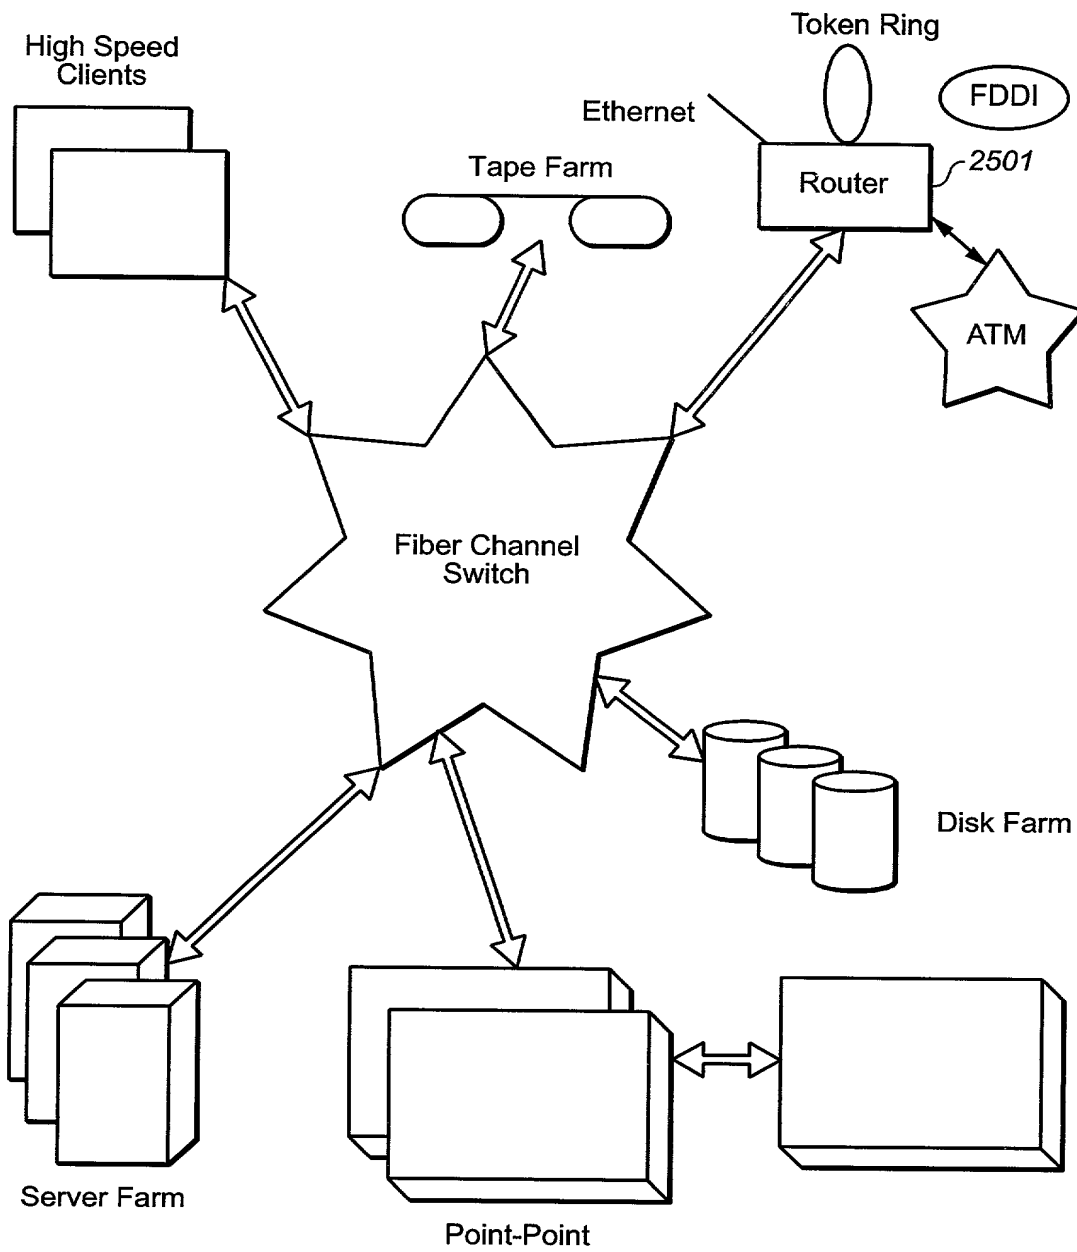 High Speed
Clients
Token Ring
FDDI
Ethernet
2501
Tape Farm
Router
ATM
Fiber Channel
Switch
Disk Farm
Server Farm
Point-Point